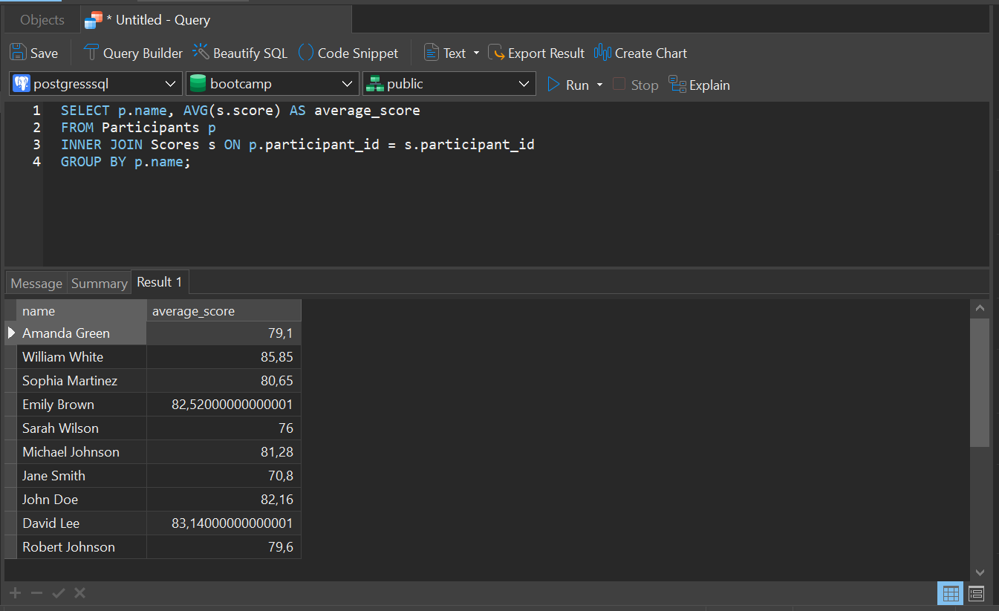 Objects * Untitled - Query
Save Query Builder Beautify SQL () Code Snippet Text Export Result Create Chart
postgresssql bootcamp public Run Stop Explain
1 SELECT p.name, AVG(s.score) AS average_score
2 FROM Participants p
3 INNER JOIN Scores s ON p.participant_id = s.participant_id
4 GROUP BY p.name;
Message Summary Result 1
name average_score
Amanda Green 79,1
William White 85,85
Sophia Martinez 80,65
Emily Brown 82,52000000000001
Sarah Wilson 76
Michael Johnson 81,28
Jane Smith 70,8
John Doe 82,16
David Lee 83,14000000000001
Robert Johnson 79,6